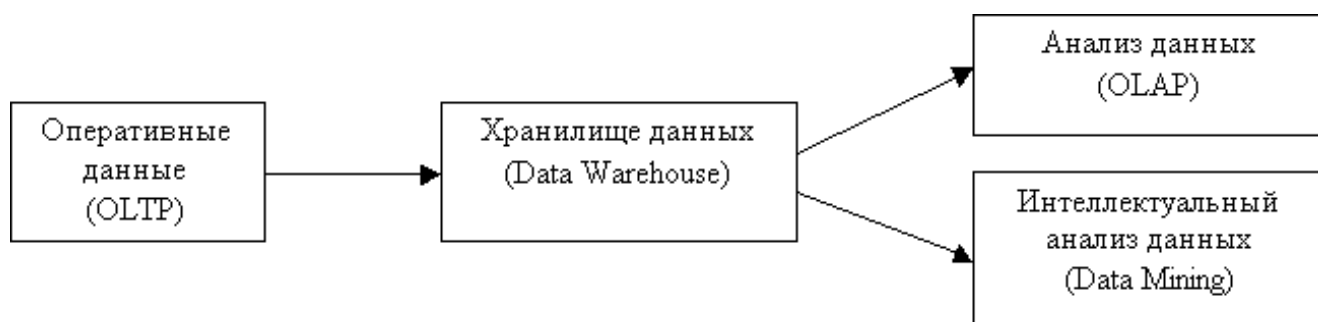 Оперативные
данные
(OLTP)
Хранилище данных
(Data Warehouse)
Анализ данных
(OLAP)
Интеллектуальный
анализ данных
(Data Mining)